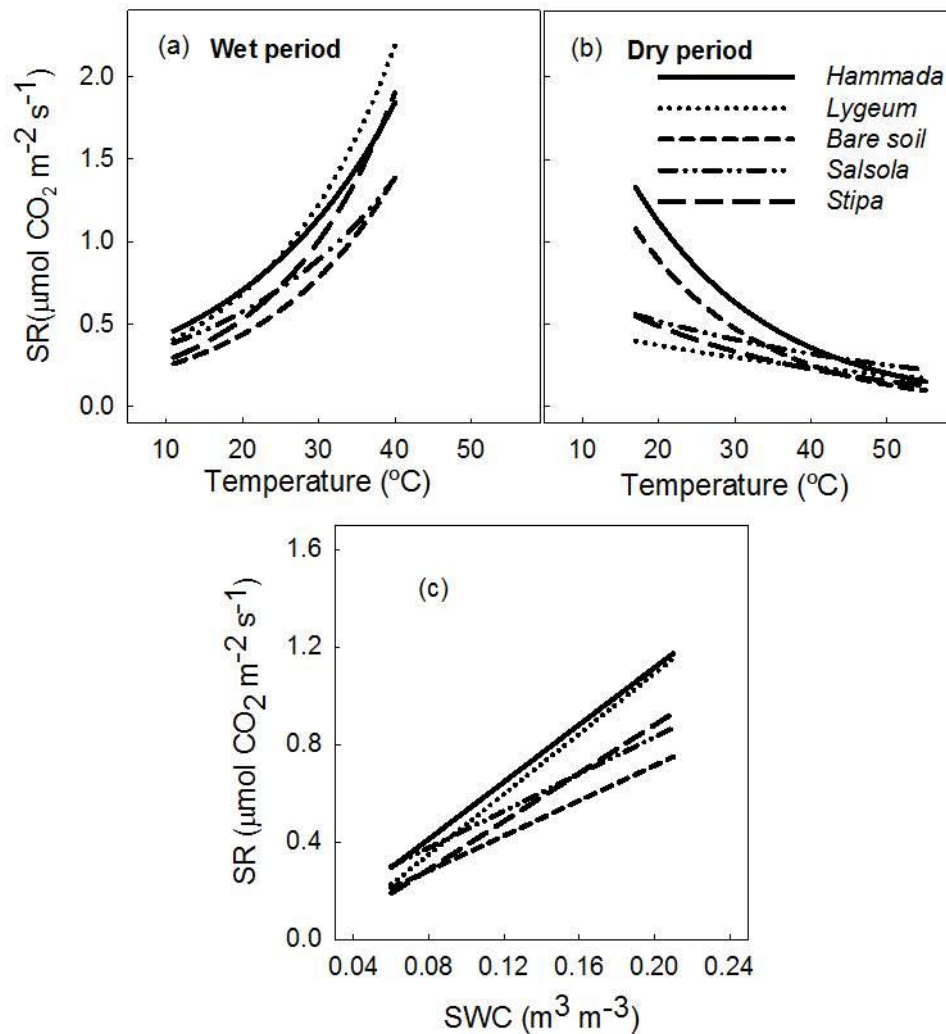 (a) Wet period
SR(μmol CO2 m-2 s-1)
2.0
1.5
1.0
0.5
0.0
10 20 30 40 50
Temperature (ºC)
(b) Dry period
Hammada
Lygeum
Bare soil
Salsola
Stipa
10 20 30 40 50
Temperature (ºC)
(c)
SR (μmol CO2 m-2 s-1)
1.6
1.2
0.8
0.4
0.0
0.04 0.08 0.12 0.16 0.20 0.24
SWC (m3 m-3)